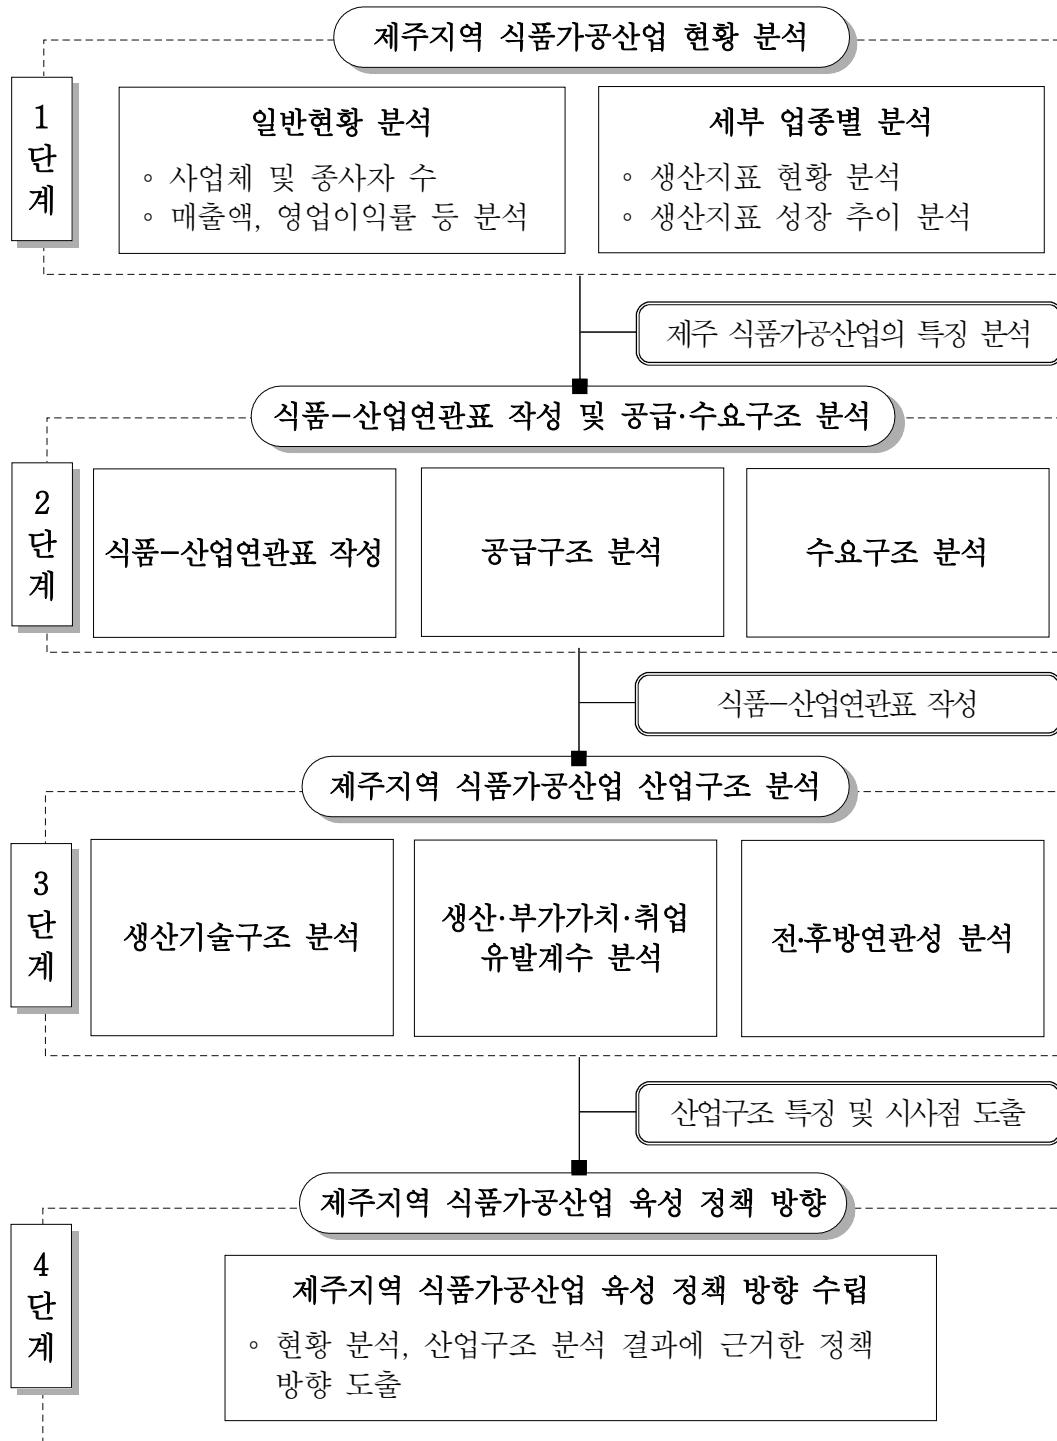 제주지역 식품가공산업 현황 분석
1
단
계
일반현황 분석
◦ 사업체 및 종사자 수
◦ 매출액, 영업이익률 등 분석
세부 업종별 분석
◦ 생산지표 현황 분석
◦ 생산지표 성장 추이 분석
제주 식품가공산업의 특징 분석
식품-산업연관표 작성 및 공급·수요구조 분석
2
단
계
식품-산업연관표 작성
공급구조 분석
수요구조 분석
식품-산업연관표 작성
제주지역 식품가공산업 산업구조 분석
3
단
계
생산기술구조 분석
생산·부가가치·취업
유발계수 분석
전·후방연관성 분석
산업구조 특징 및 시사점 도출
제주지역 식품가공산업 육성 정책 방향
4
단
계
제주지역 식품가공산업 육성 정책 방향 수립
◦ 현황 분석, 산업구조 분석 결과에 근거한 정책
방향 도출